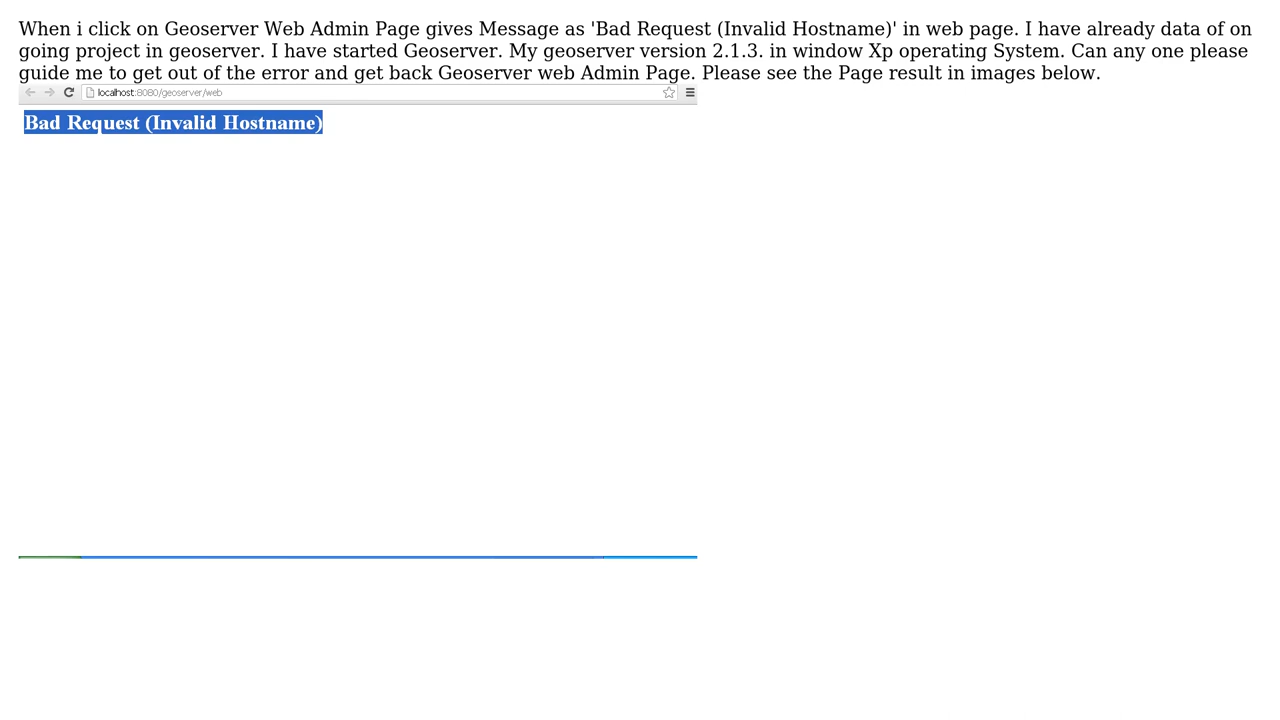 When i click on Geoserver Web Admin Page gives Message as 'Bad Request (Invalid Hostname)' in web page. I have already data of on
going project in geoserver. I have started Geoserver. My geoserver version 2.1.3. in window Xp operating System. Can any one please
guide me to get out of the error and get back Geoserver web Admin Page. Please see the Page result in images below.
localhost:8080/geoserver/web
Bad Request (Invalid Hostname)